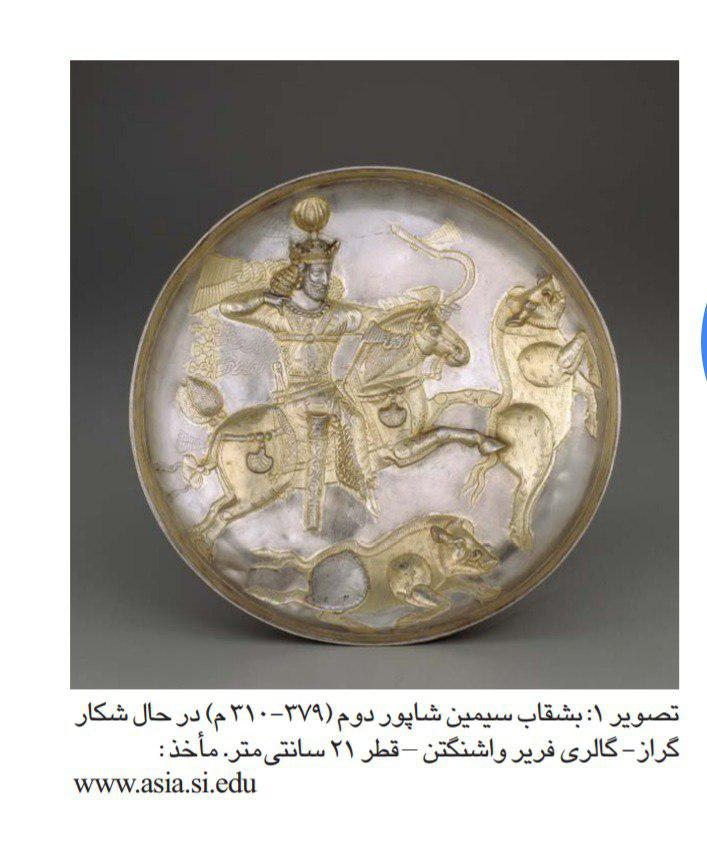 تصویر ۱: بشقاب سیمین شاپور دوم (۳۷۹-۳۱۰ م) در حال شکار
گراز- گالری فریر واشنگتن – قطر ۲۱ سانتی‌متر. مأخذ:
www.asia.si.edu